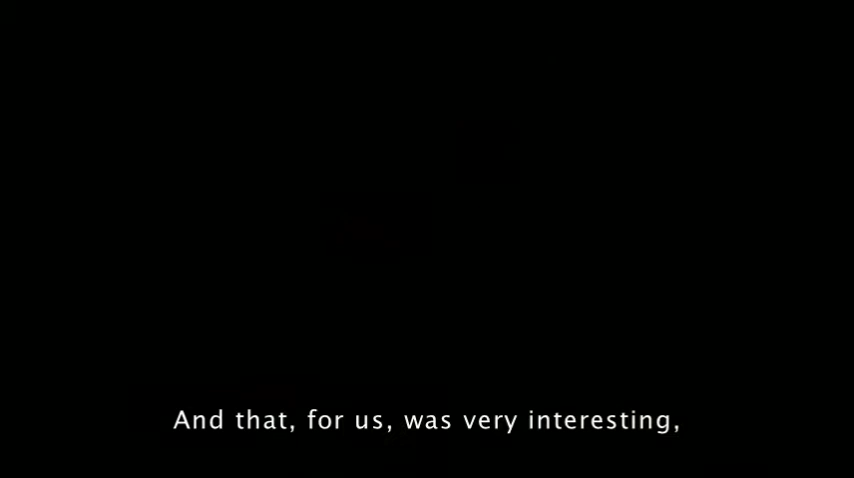 And that, for us, was very interesting,